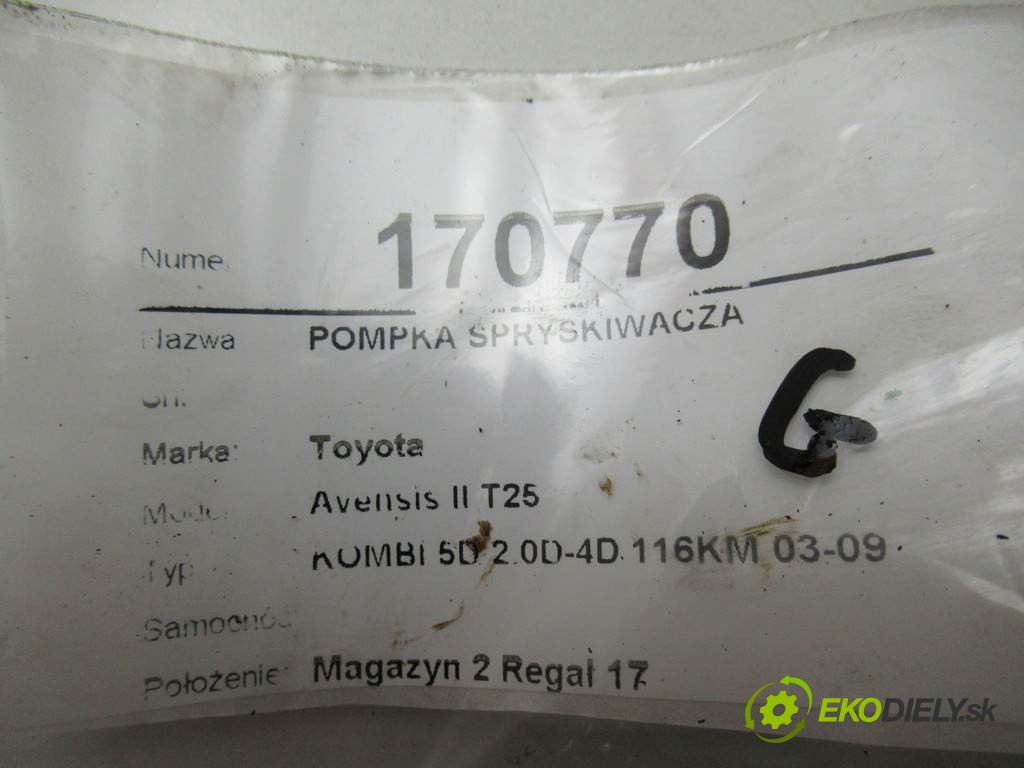 Nume 170770
Nazwa POMPKA SPRYSKIWACZA
Marka: Toyota
Avensis II T25
Typ KOMBI 5D 2.0D-4D 116KM 03-09
G
Położenie: Magazyn 2 Regał 17
EKODIELY.sk